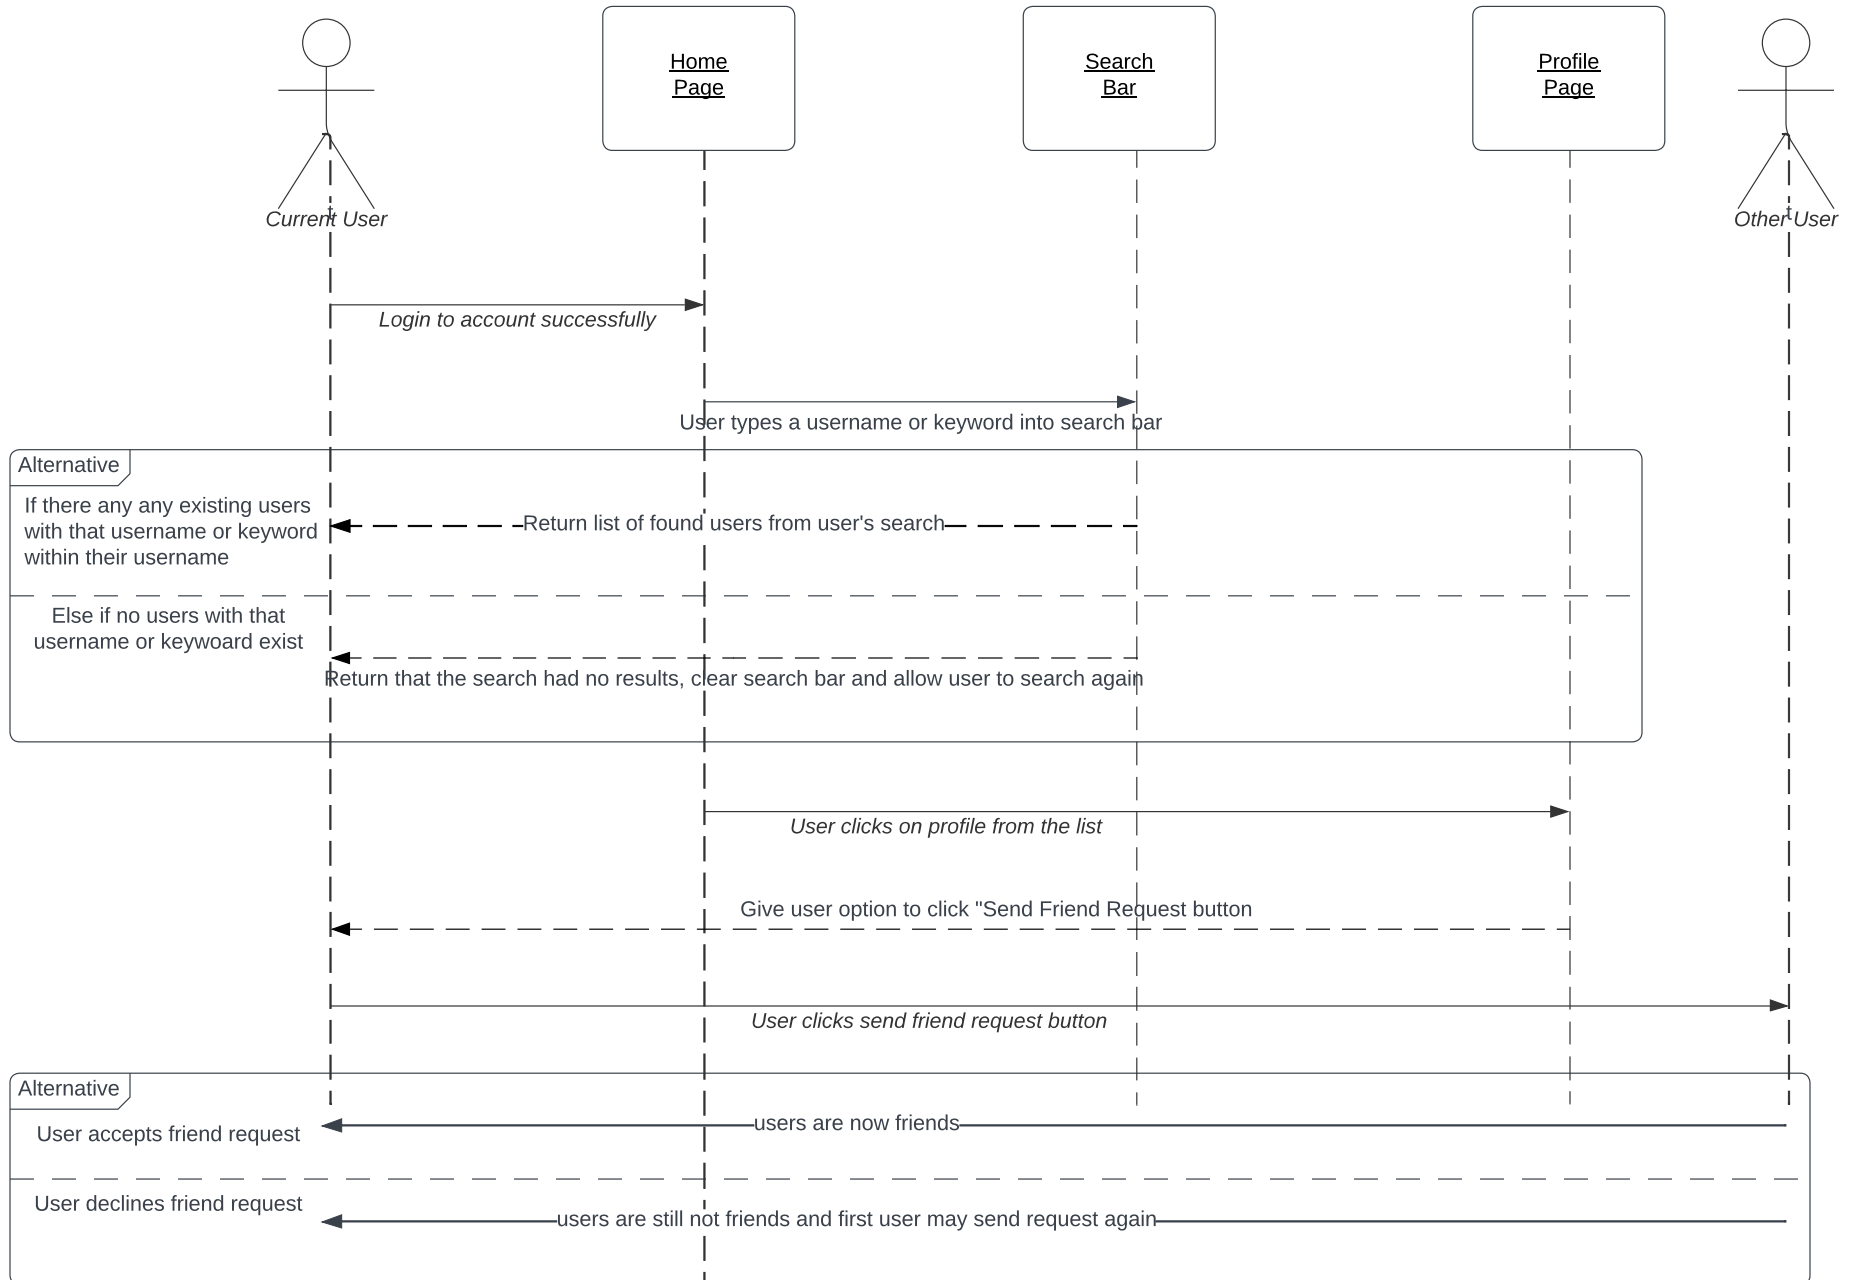 Home
Page
Search
Bar
Profile
Page
Current User
Other User
Login to account successfully
User types a username or keyword into search bar
Alternative
If there any any existing users
with that username or keyword
within their username
Return list of found users from user's search
Else if no users with that
username or keywoard exist
Return that the search had no results, clear search bar and allow user to search again
User clicks on profile from the list
Give user option to click "Send Friend Request button
User clicks send friend request button
Alternative
User accepts friend request
users are now friends
User declines friend request
users are still not friends and first user may send request again